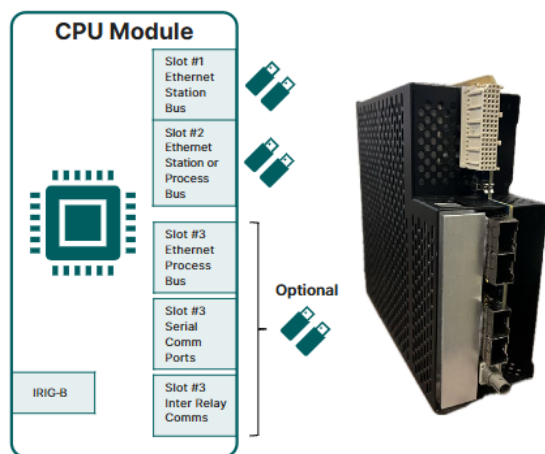 CPU Module
Slot #1
Ethernet
Station
Bus
Slot #2
Ethernet
Station or
Process
Bus
Slot #3
Ethernet
Process
Bus
Optional
Slot #3
Serial
Comm
Ports
IRIG-B
Slot #3
Inter Relay
Comms